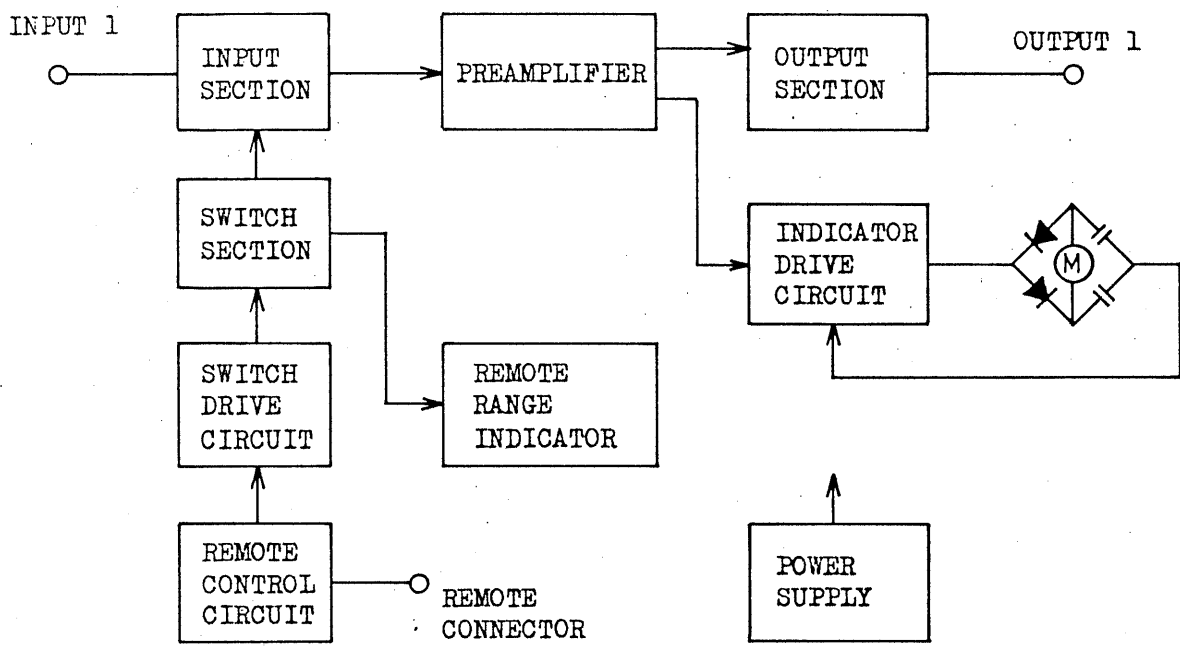 INPUT 1
INPUT
SECTION
PREAMPLIFIER
OUTPUT
SECTION
OUTPUT 1
SWITCH
SECTION
INDICATOR
DRIVE
CIRCUIT
M
SWITCH
DRIVE
CIRCUIT
REMOTE
RANGE
INDICATOR
REMOTE
CONTROL
CIRCUIT
REMOTE
CONNECTOR
POWER
SUPPLY